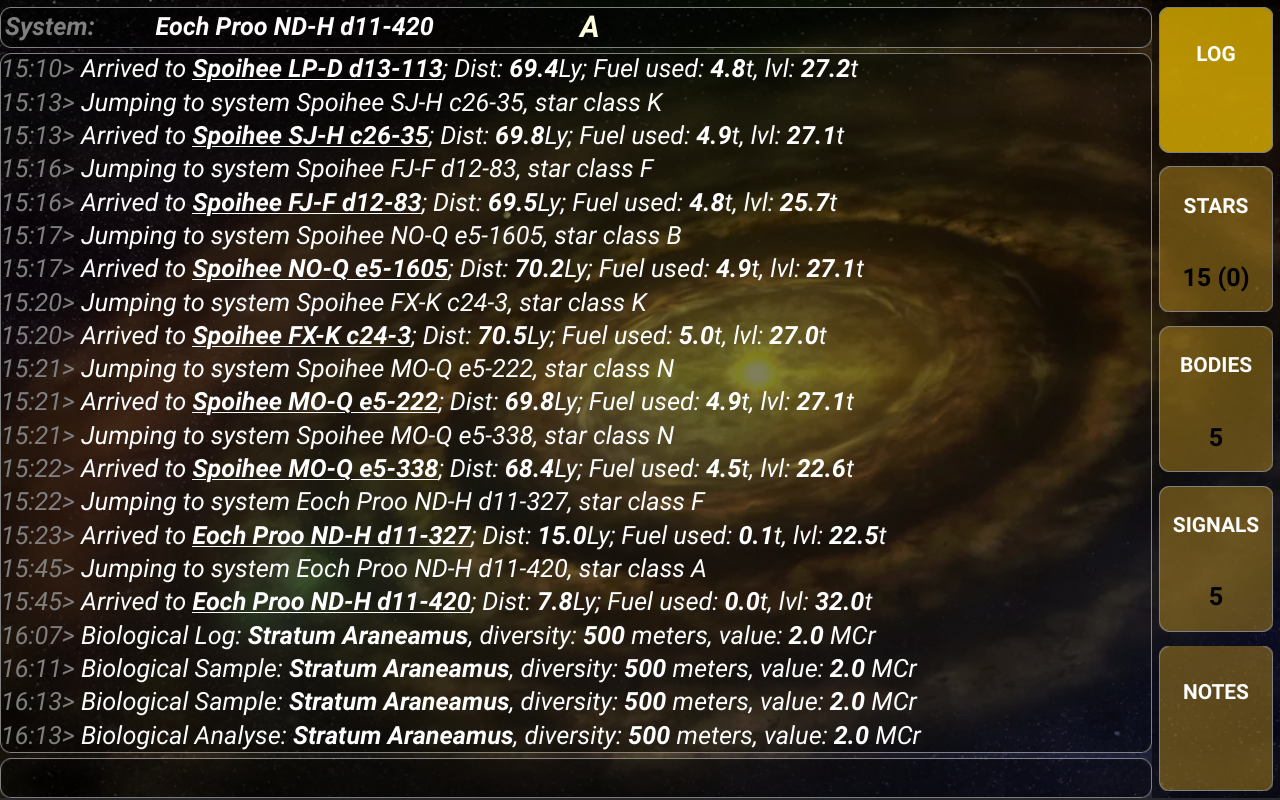 System: Eoch Proo ND-H d11-420 A
15:10> Arrived to Spoihee LP-D d13-113; Dist: 69.4Ly; Fuel used: 4.8t, lvl: 27.2t
15:13> Jumping to system Spoihee SJ-H c26-35, star class K
15:13> Arrived to Spoihee SJ-H c26-35; Dist: 69.8Ly; Fuel used: 4.9t, lvl: 27.1t
15:16> Jumping to system Spoihee FJ-F d12-83, star class F
15:16> Arrived to Spoihee FJ-F d12-83; Dist: 69.5Ly; Fuel used: 4.8t, lvl: 25.7t
15:17> Jumping to system Spoihee NO-Q e5-1605, star class B
15:17> Arrived to Spoihee NO-Q e5-1605; Dist: 70.2Ly; Fuel used: 4.9t, lvl: 27.1t
15:20> Jumping to system Spoihee FX-K c24-3, star class K
15:20> Arrived to Spoihee FX-K c24-3; Dist: 70.5Ly; Fuel used: 5.0t, lvl: 27.0t
15:21> Jumping to system Spoihee MO-Q e5-222, star class N
15:21> Arrived to Spoihee MO-Q e5-222; Dist: 69.8Ly; Fuel used: 4.9t, lvl: 27.1t
15:21> Jumping to system Spoihee MO-Q e5-338, star class N
15:22> Arrived to Spoihee MO-Q e5-338; Dist: 68.4Ly; Fuel used: 4.5t, lvl: 22.6t
15:22> Jumping to system Eoch Proo ND-H d11-327, star class F
15:23> Arrived to Eoch Proo ND-H d11-327; Dist: 15.0Ly; Fuel used: 0.1t, lvl: 22.5t
15:45> Jumping to system Eoch Proo ND-H d11-420, star class A
15:45> Arrived to Eoch Proo ND-H d11-420; Dist: 7.8Ly; Fuel used: 0.0t, lvl: 32.0t
16:07> Biological Log: Stratum Araneamus, diversity: 500 meters, value: 2.0 MCr
16:11> Biological Sample: Stratum Araneamus, diversity: 500 meters, value: 2.0 MCr
16:13> Biological Sample: Stratum Araneamus, diversity: 500 meters, value: 2.0 MCr
16:13> Biological Analyse: Stratum Araneamus, diversity: 500 meters, value: 2.0 MCr
LOG
STARS
15 (0)
BODIES
5
SIGNALS
5
NOTES